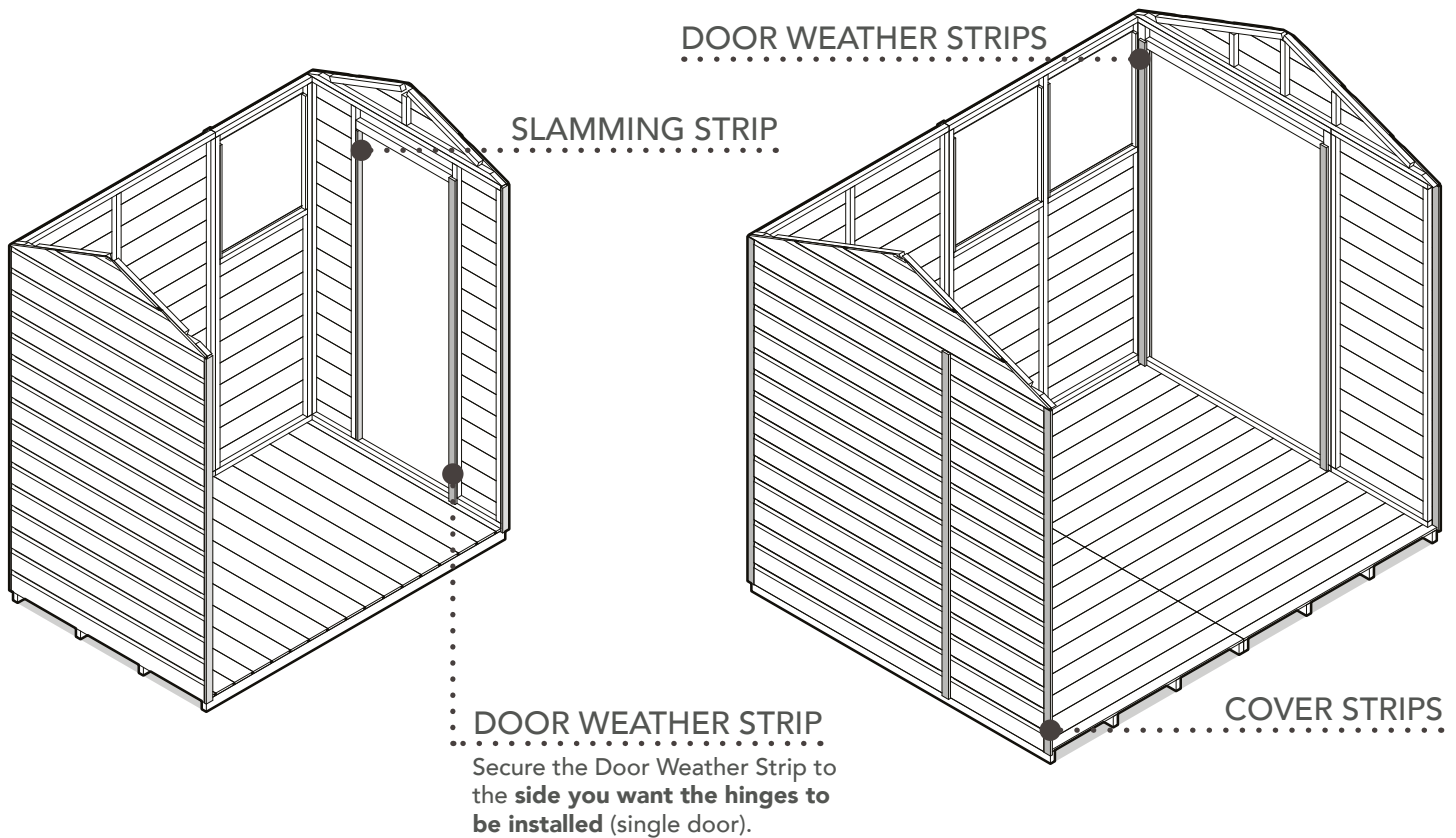 DOOR WEATHER STRIPS
SLAMMING STRIP
DOOR WEATHER STRIP
Secure the Door Weather Strip to
the side you want the hinges to
be installed (single door).
COVER STRIPS